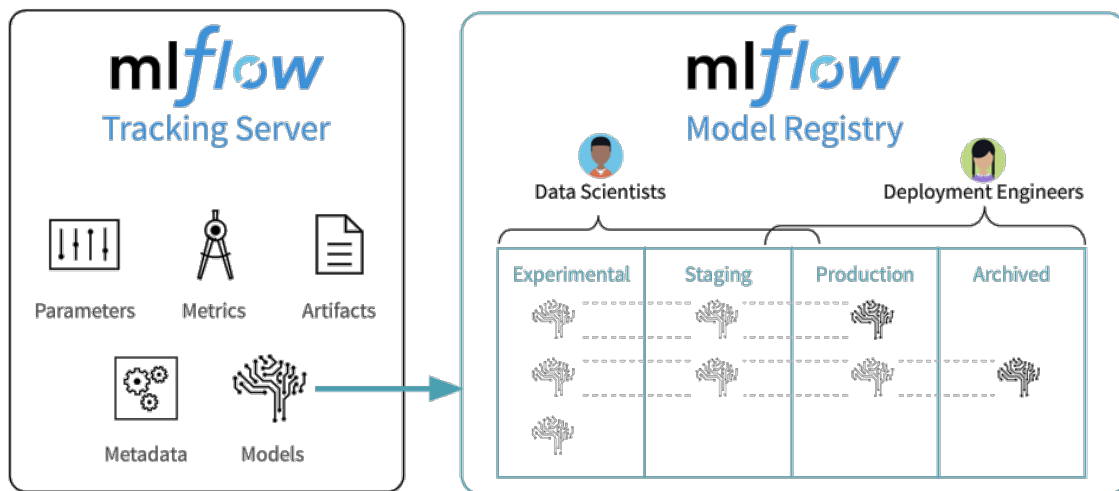 mlflow
Tracking Server
Parameters
Metrics
Artifacts
Metadata
Models
mlflow
Model Registry
Data Scientists
Deployment Engineers
Experimental
Staging
Production
Archived